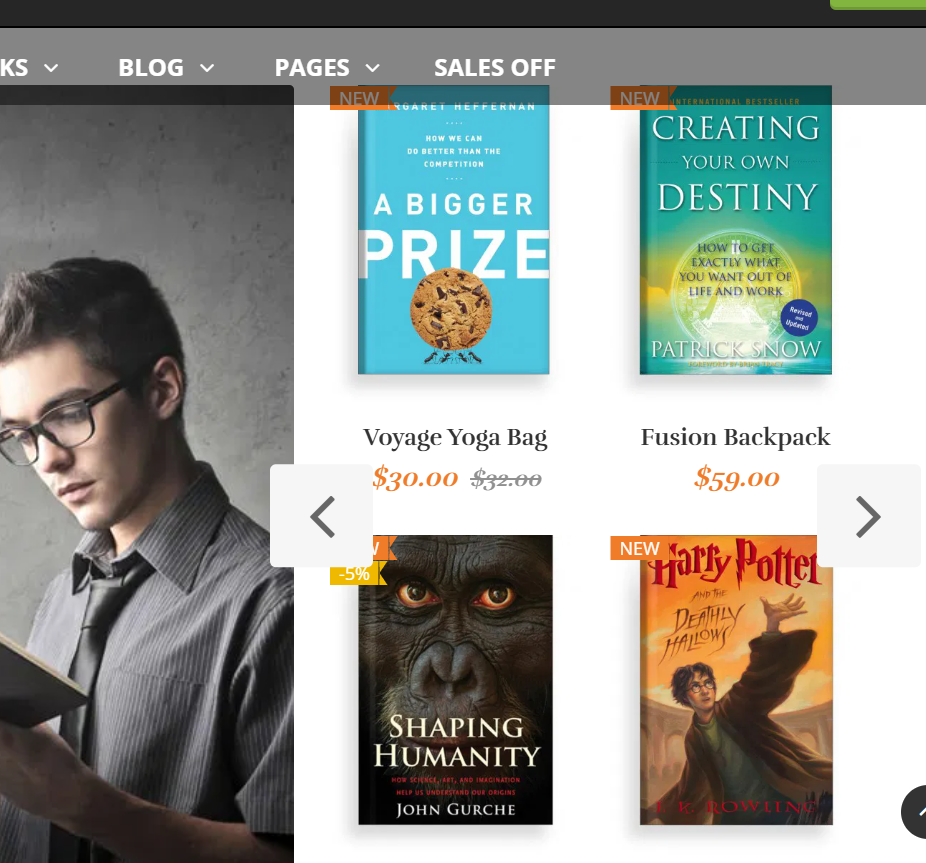 KS
BLOG
PAGES
SALES OFF
NEW
RGARET HEFFERNAN
HOW WE CAN
DO BETTER THAN THE
COMPETITION
A BIGGER
PRIZE
Voyage Yoga Bag
$30.00 $32.00
NEW
INTERNATIONAL BESTSELLER
CREATING
YOUR OWN
DESTINY
HOW TO GET
EXACTLY WHAT
YOU WANT OUT OF
LIFE AND WORK
Revised
and
Updated
PATRICK SNOW
FOREWORD BY BRIAN TRACY
Fusion Backpack
$59.00
W
-5%
SHAPING
HUMANITY
HOW SCIENCE, ART, AND IMAGINATION
HELP US UNDERSTAND OUR ORIGINS
JOHN GURCHE
NEW
Harry Potter
AND THE
DEATHLY
HALLOWS
J. K. ROWLING